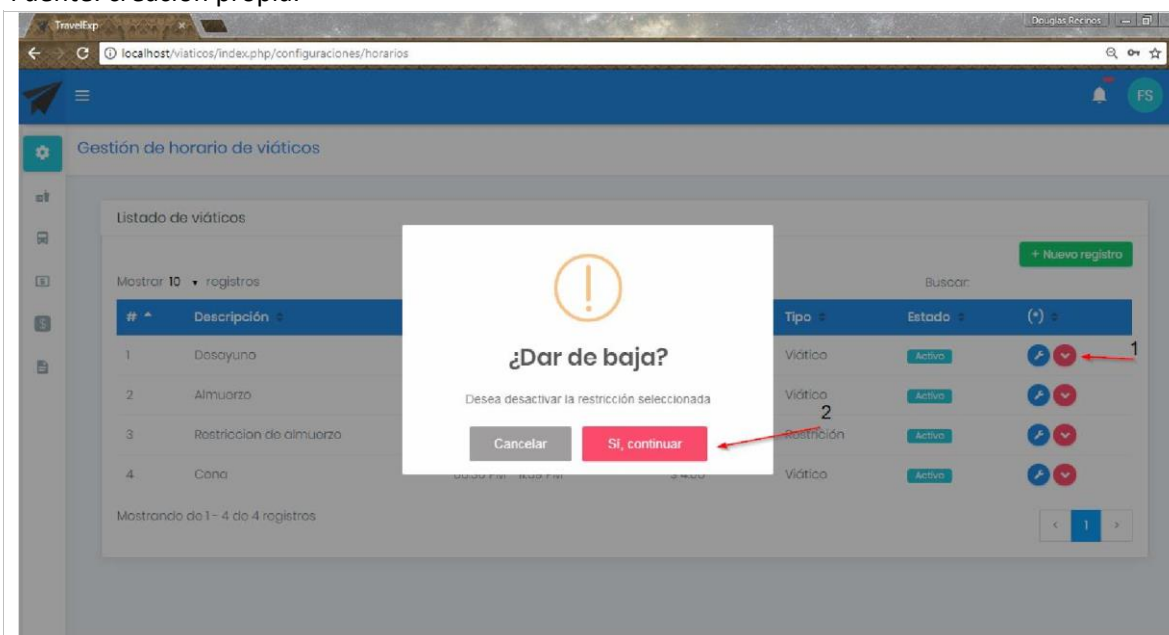 Fuente: creación propia.
TravelExp
Douglas Recinos
localhost/viaticos/index.php/configuraciones/horarios
FS
Gestión de horario de viáticos
Listado de viáticos
+ Nuevo registro
Mostrar 10 registros
Buscar:
# Descripción Tipo Estado (*)
1 Desayuno Viático Activo 1
2 Almuerzo Viático Activo
3 Restriccion de almuerzo Restrición Activo
4 Cena Viático Activo
Mostrando de 1 - 4 de 4 registros
< 1 >
¿Dar de baja?
Desea desactivar la restricción seleccionada
2
Cancelar Sí, continuar